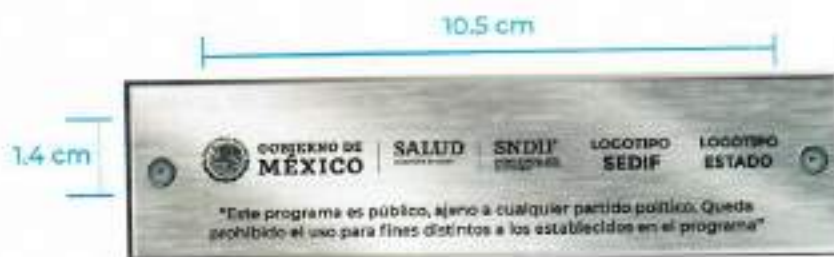 10.5 cm
1.4 cm
GOBIERNO DE
MÉXICO
SALUD
SNDIF
LOGOTIPO
SEDIF
LOGOTIPO
ESTADO
"Este programa es público, ajeno a cualquier partido político. Queda
prohibido el uso para fines distintos a los establecidos en el programa"